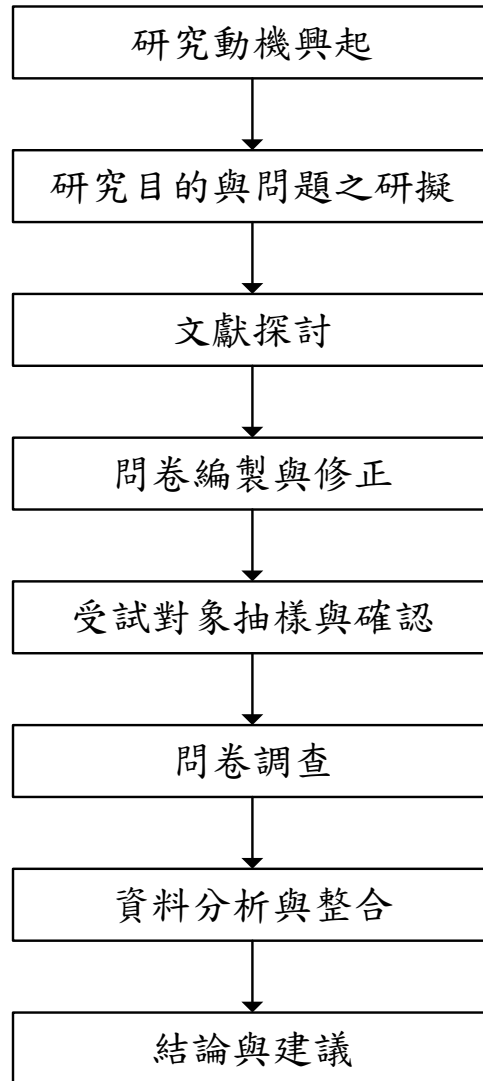 研究動機興起
研究目的與問題之研擬
文獻探討
問卷編製與修正
受試對象抽樣與確認
問卷調查
資料分析與整合
結論與建議